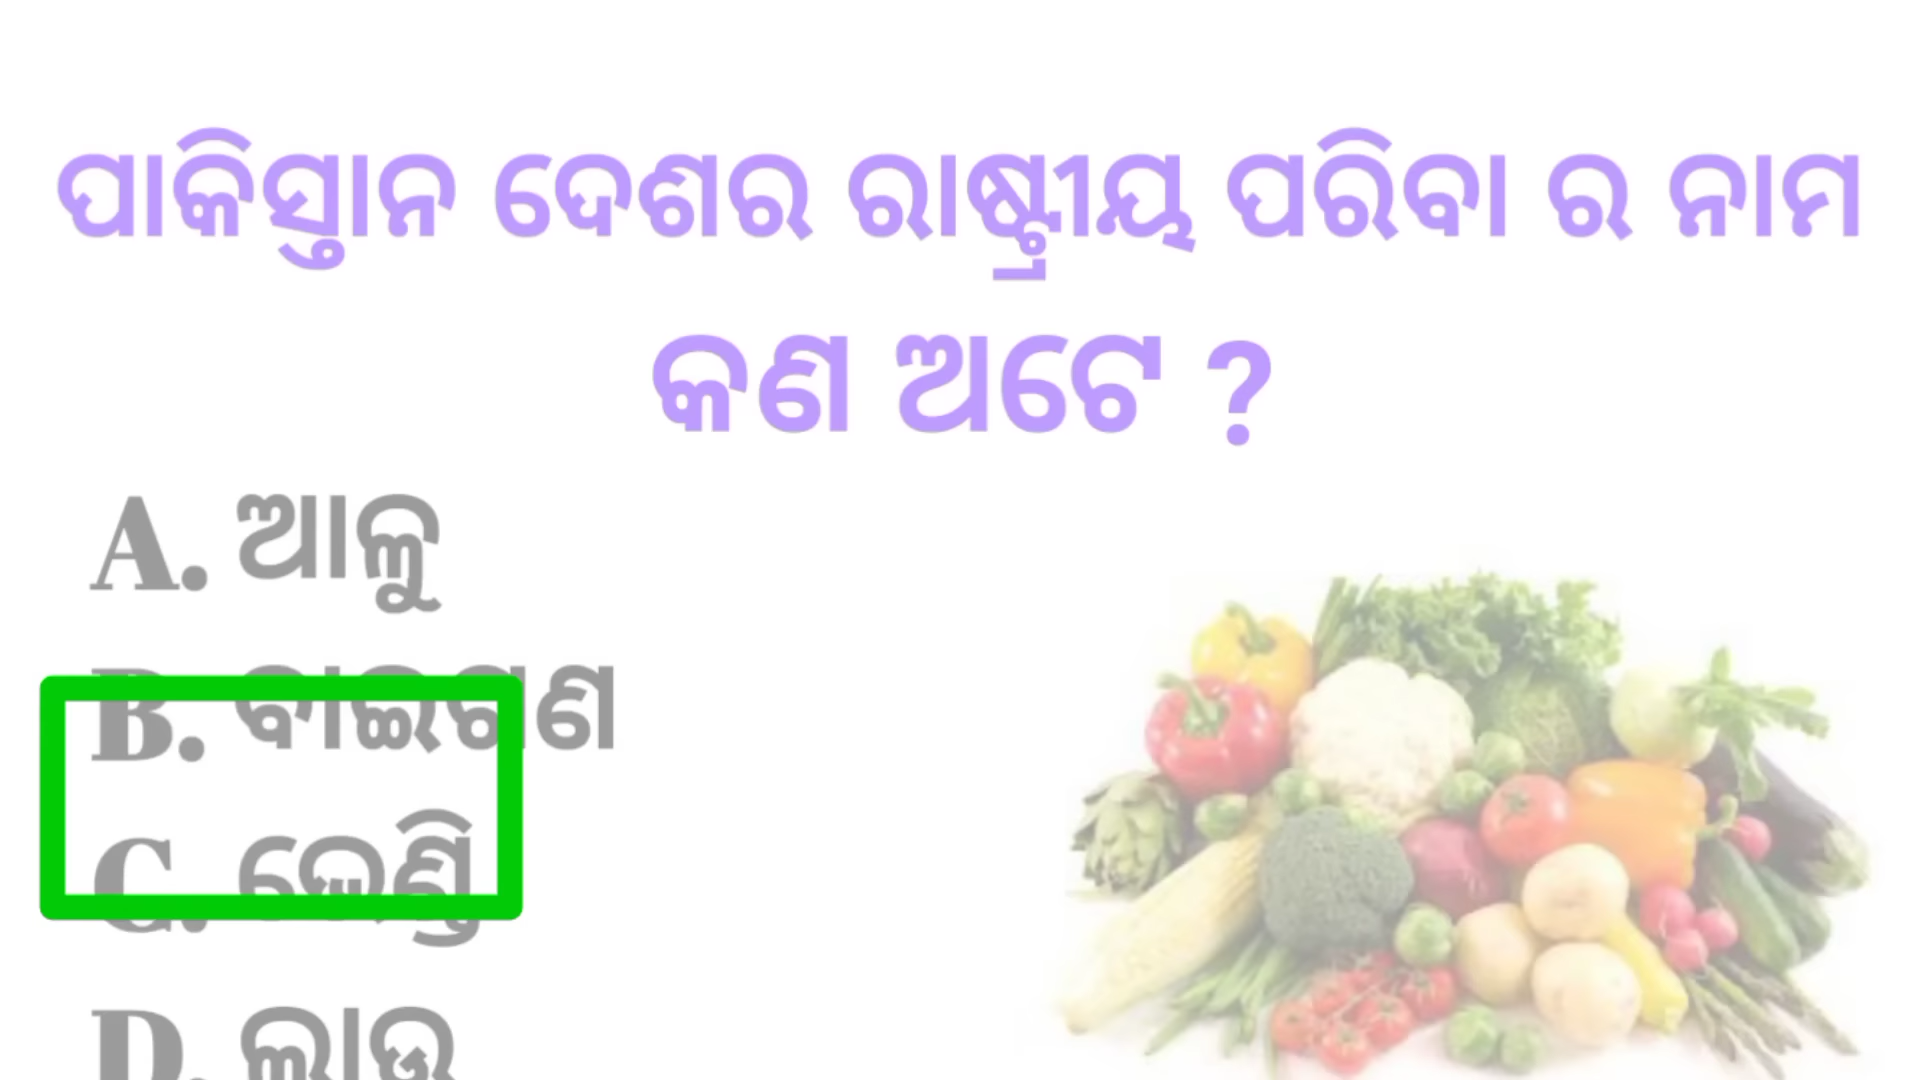 ପାକିସ୍ତାନ ଦେଶର ରାଷ୍ଟ୍ରୀୟ ପରିବା ର ନାମ
କଣ ଅଟେ ?
A. ଆଳୁ
B. ବାଇଗଣ
C. ଭେଣ୍ଡି
D. ଲାଉ